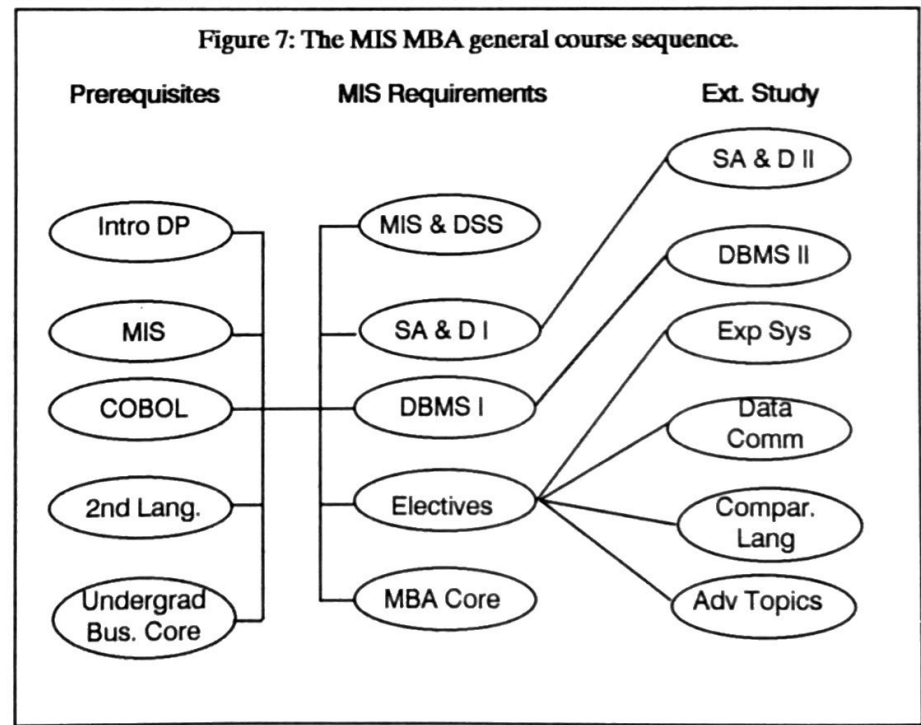 Figure 7: The MIS MBA general course sequence.
Prerequisites
MIS Requirements
Ext. Study
Intro DP
MIS
COBOL
2nd Lang.
Undergrad
Bus. Core
MIS & DSS
SA & D I
DBMS I
Electives
MBA Core
SA & D II
DBMS II
Exp Sys
Data
Comm
Compar.
Lang
Adv Topics